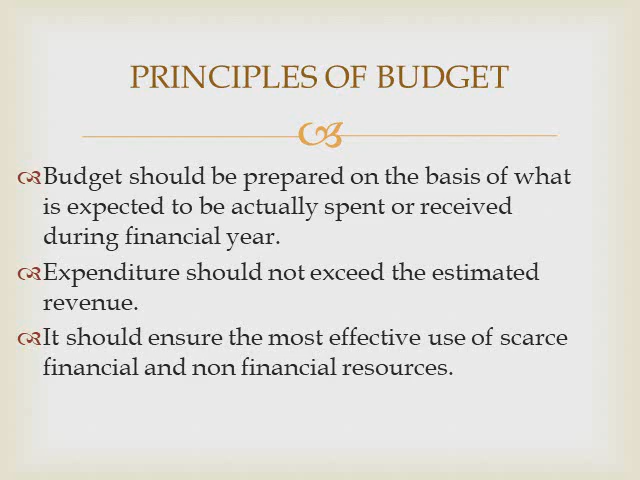 PRINCIPLES OF BUDGET
Budget should be prepared on the basis of what
is expected to be actually spent or received
during financial year.
Expenditure should not exceed the estimated
revenue.
It should ensure the most effective use of scarce
financial and non financial resources.